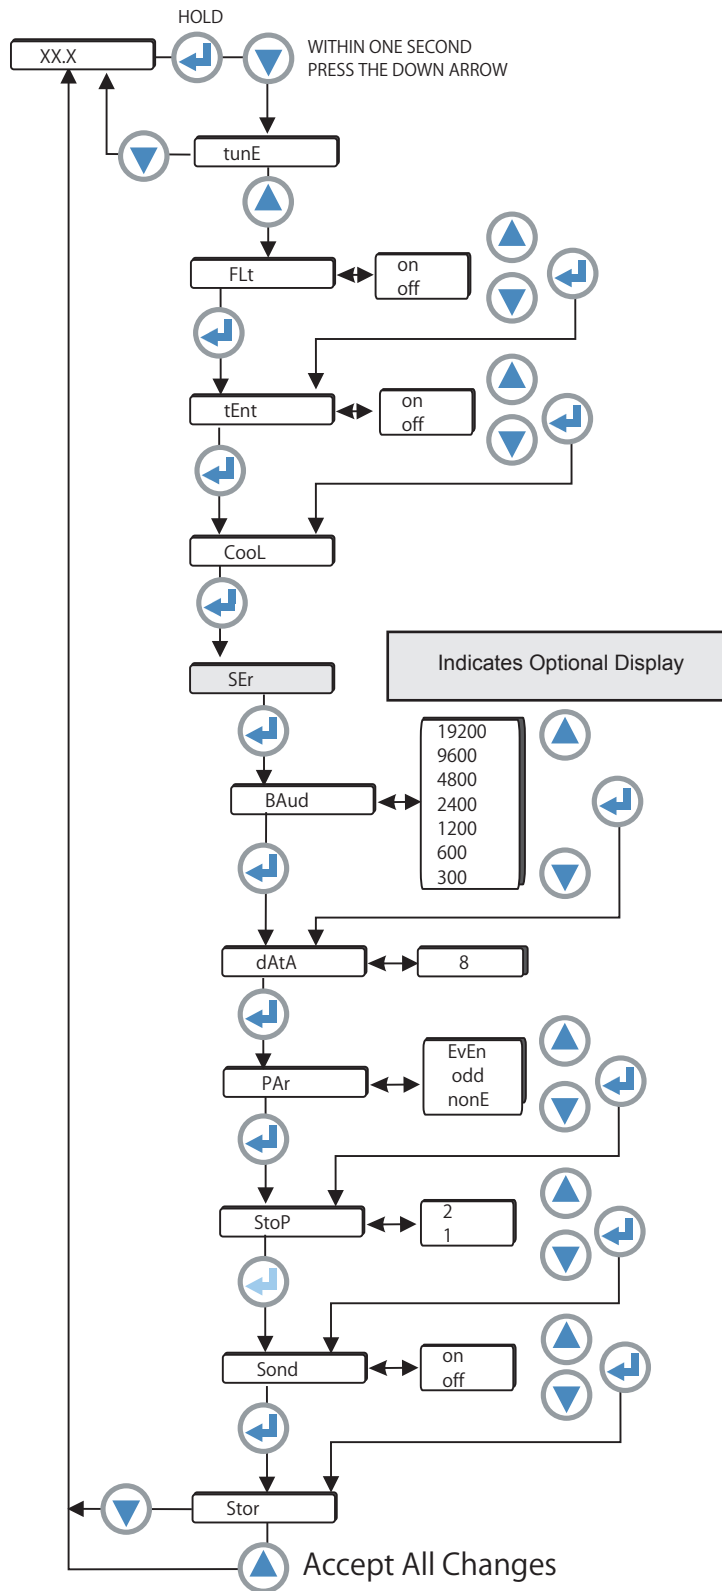 HOLD
XX.X
WITHIN ONE SECOND
PRESS THE DOWN ARROW
tunE
FLt
on
off
tEnt
on
off
CooL
SEr
Indicates Optional Display
BAud
19200
9600
4800
2400
1200
600
300
dAtA
8
PAr
EvEn
odd
nonE
StoP
2
1
Sond
on
off
Stor
Accept All Changes